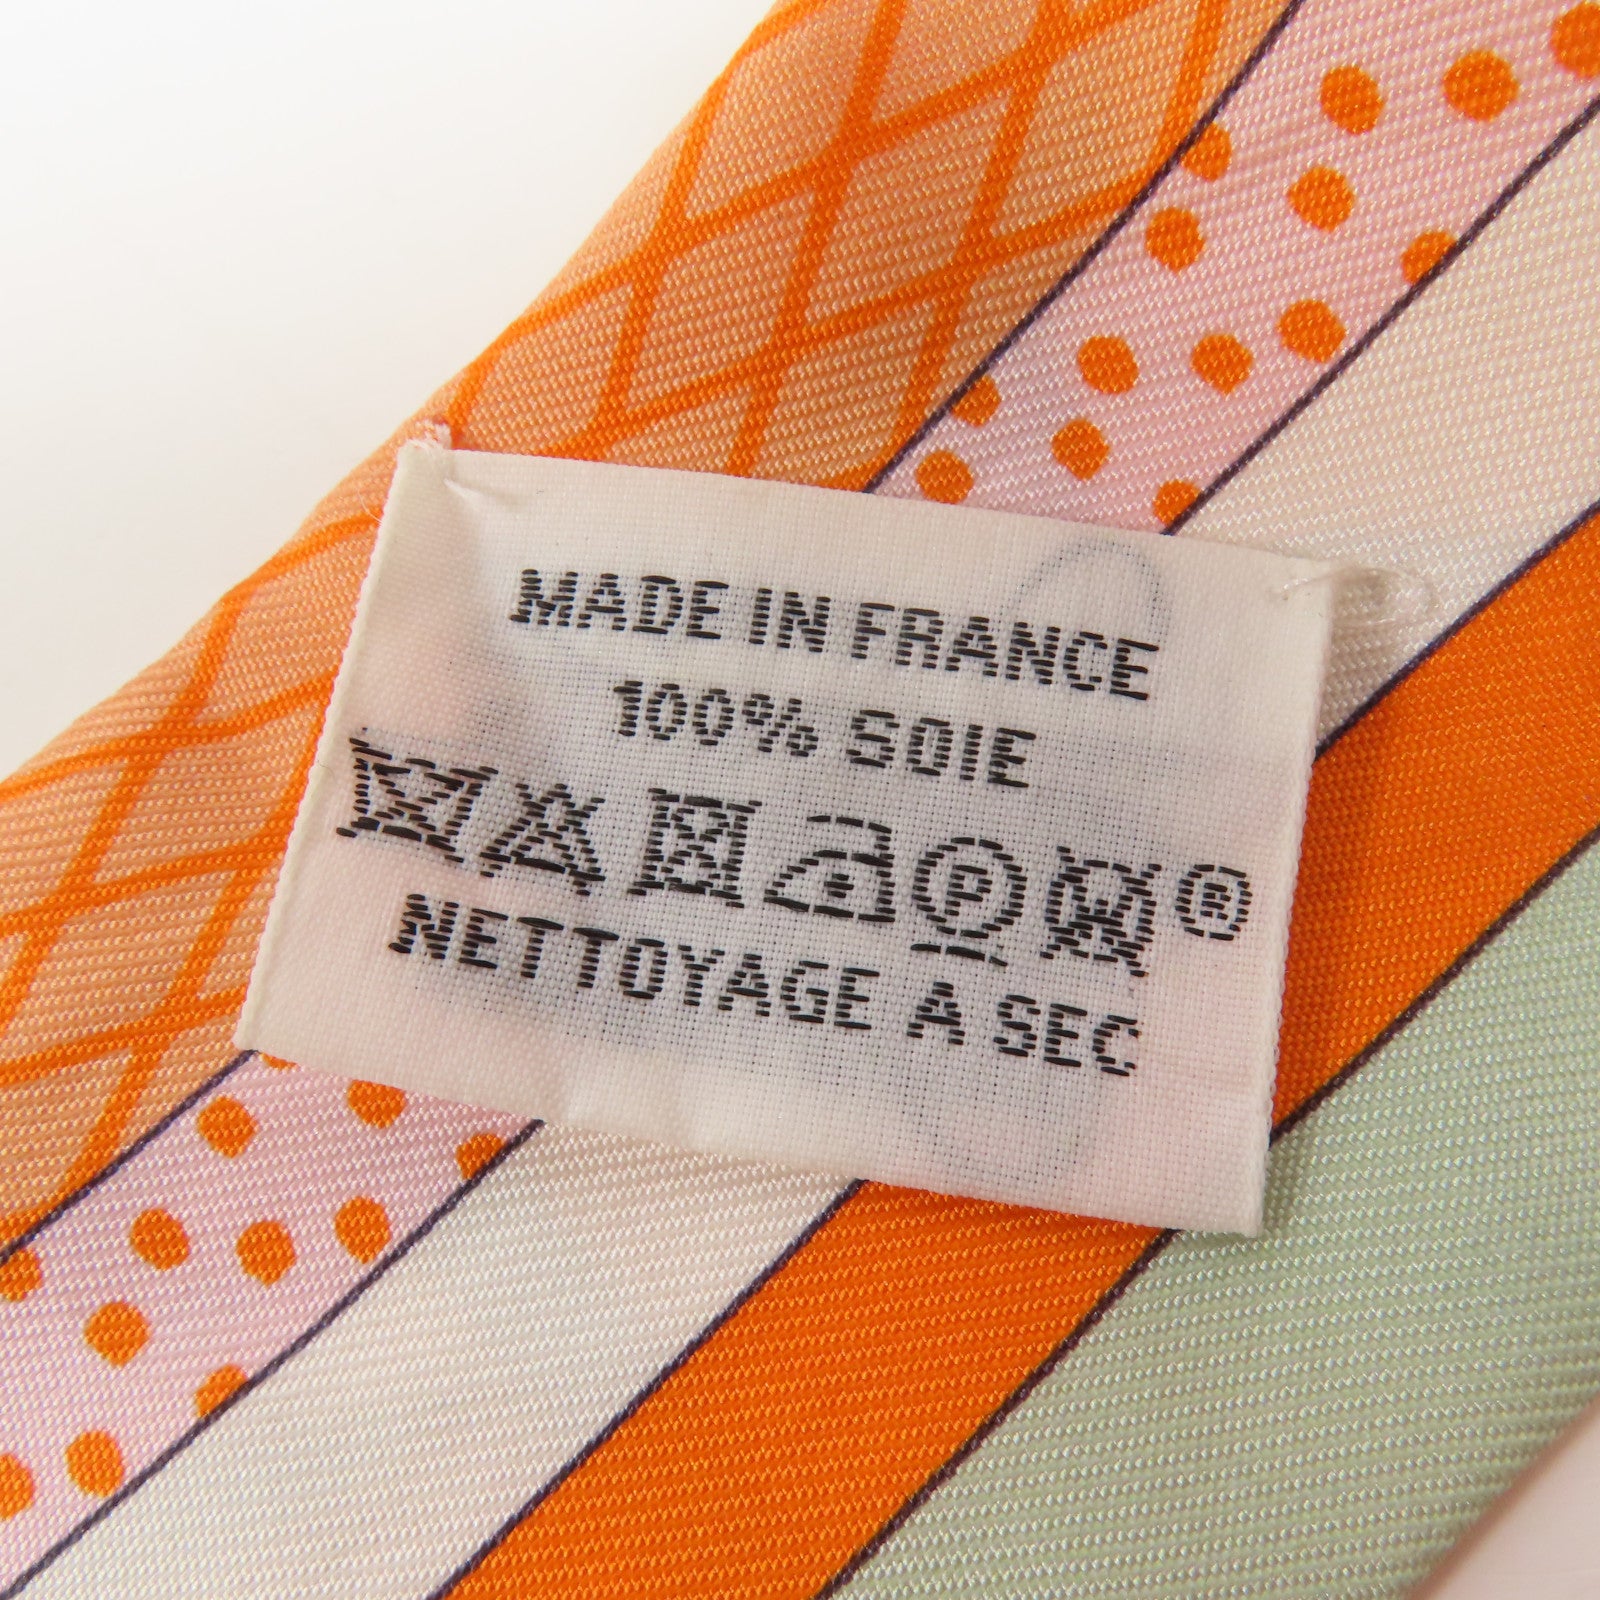 MADE IN FRANCE
100% SOIE
P ®
NETTOYAGE A SEC